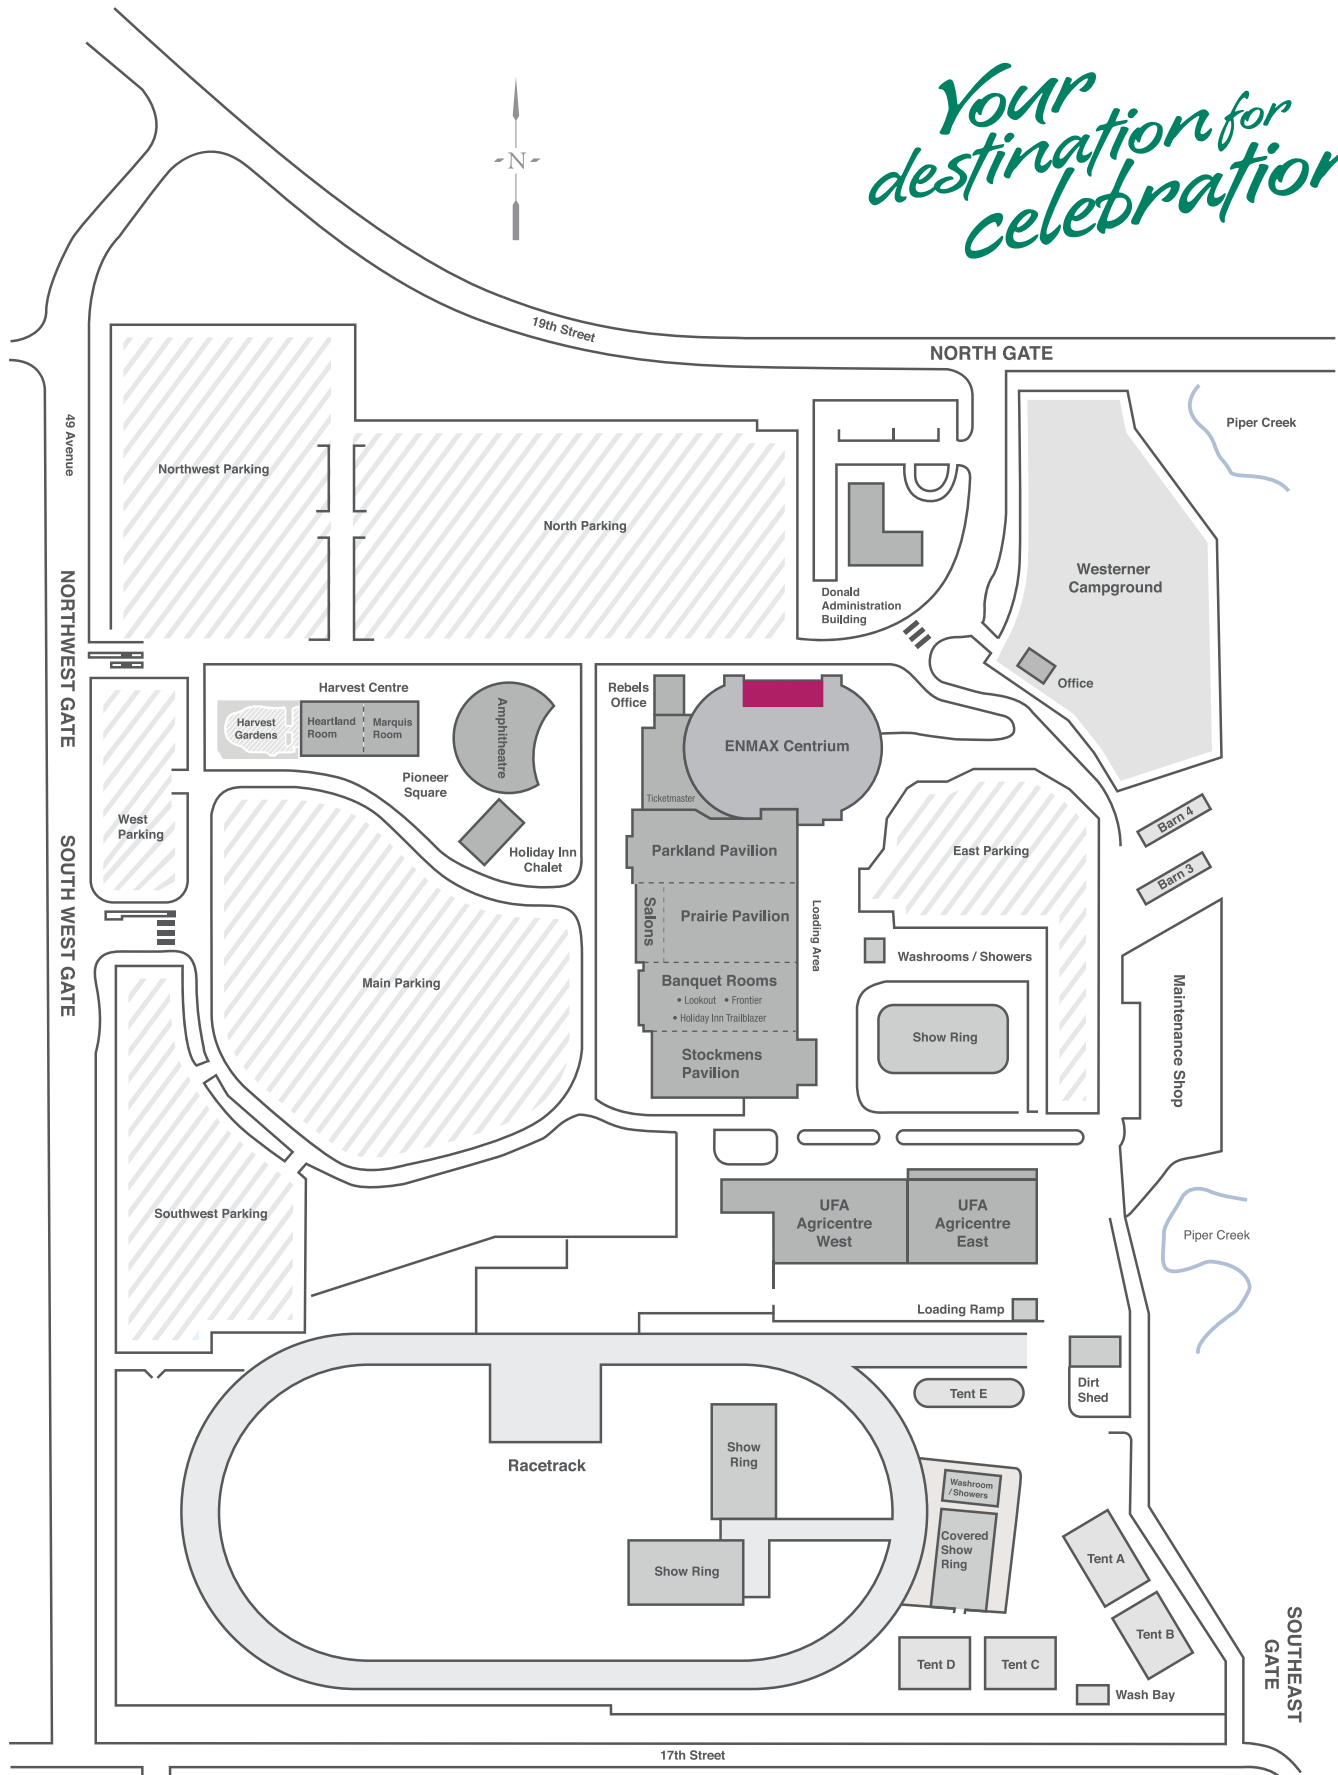 Your
destination for
celebration
N
19th Street
NORTH GATE
49 Avenue
Piper Creek
Northwest Parking
North Parking
Westerner
Campground
Donald
Administration
Building
NORTHWEST GATE
Office
Harvest Centre
Harvest
Gardens
Heartland
Room
Marquis
Room
Amphitheatre
Pioneer
Square
Rebels
Office
ENMAX Centrium
Ticketmaster
West
Parking
Holiday Inn
Chalet
Parkland Pavilion
East Parking
Barn 4
Barn 3
SOUTH WEST GATE
Salons
Prairie Pavilion
Loading Area
Washrooms / Showers
Main Parking
Banquet Rooms
• Lookout • Frontier
• Holiday Inn Trailblazer
Show Ring
Maintenance Shop
Stockmens
Pavilion
Southwest Parking
UFA
Agricentre
West
UFA
Agricentre
East
Piper Creek
Loading Ramp
Dirt
Shed
Tent E
Racetrack
Show
Ring
Washroom
/ Showers
Covered
Show
Ring
Show Ring
Tent A
Tent B
Tent D
Tent C
Wash Bay
SOUTHEAST
GATE
17th Street